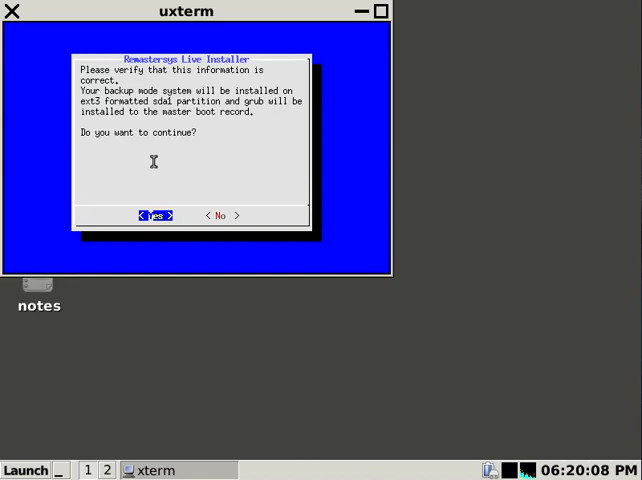 uxterm
Remastersys Live Installer
Please verify that this information is
correct.
Your backup mode system will be installed on
ext3 formatted sda1 partition and grub will be
installed to the master boot record.
Do you want to continue?
< Yes > < No >
notes
Launch _ 1 2 xterm 06:20:08 PM